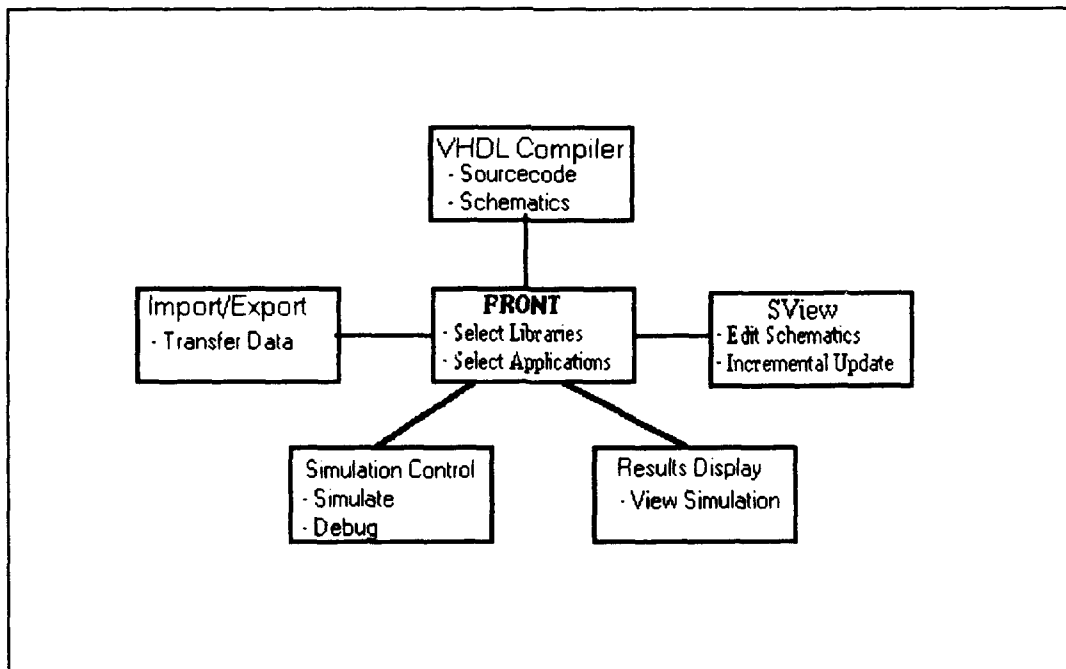 VHDL Compiler
- Sourcecode
- Schematics
Import/Export
- Transfer Data
FRONT
- Select Libraries
- Select Applications
SView
- Edit Schematics
- Incremental Update
Simulation Control
- Simulate
- Debug
Results Display
- View Simulation